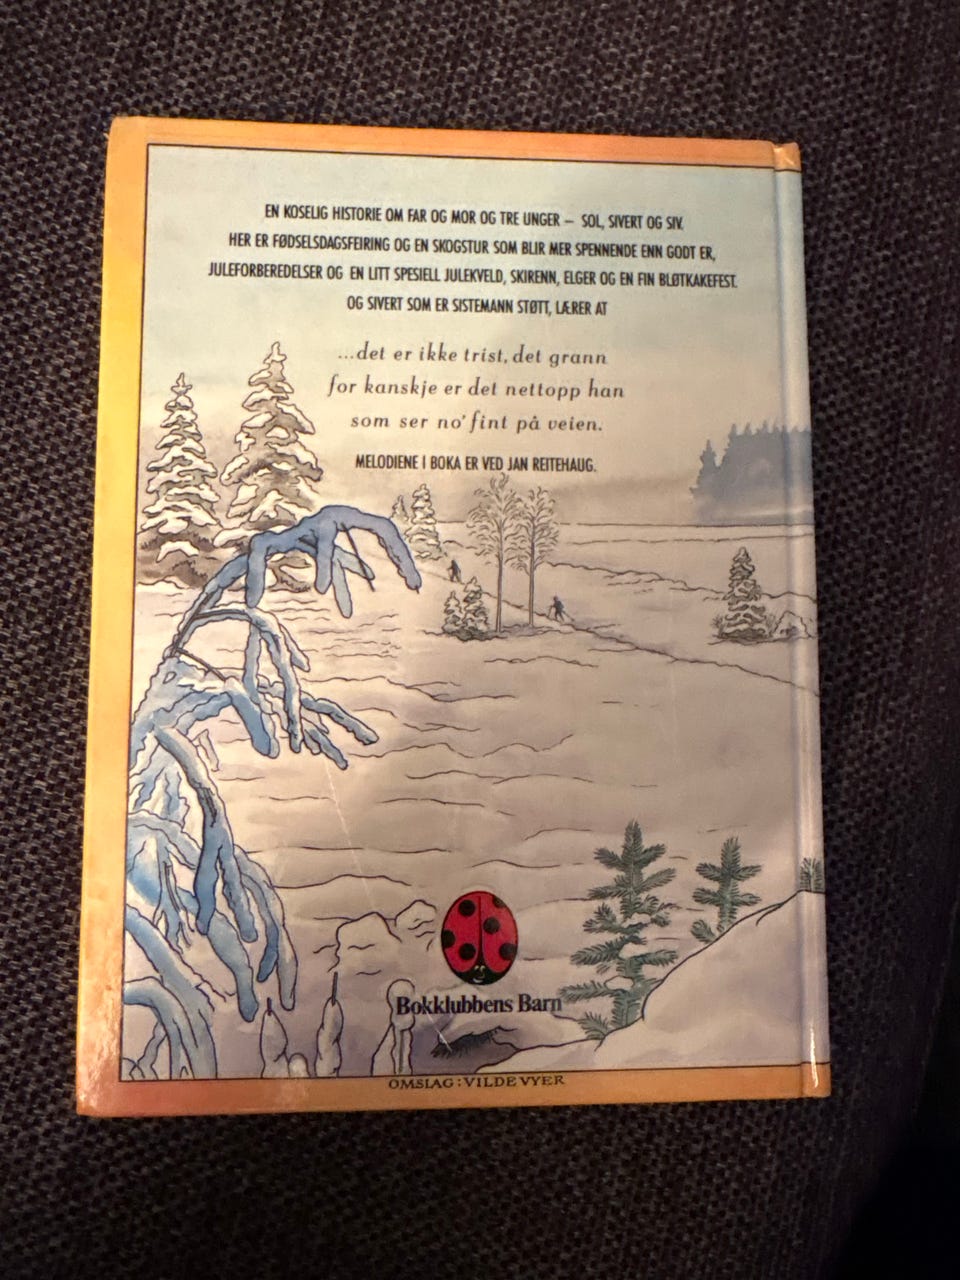 EN KOSELIG HISTORIE OM FAR OG MOR OG TRE UNGER – SOL, SIVERT OG SIV.
HER ER FØDSELSDAGSFEIRING OG EN SKOGSTUR SOM BLIR MER SPENNENDE ENN GODT ER,
JULEFORBEREDELSER OG EN LITT SPESIELL JULEKVELD, SKIRENN, ELGER OG EN FIN BLØTKAKEFEST.
OG SIVERT SOM ER SISTEMANN STØTT, LÆRER AT
...det er ikke trist, det grann
for kanskje er det nettopp han
som ser no' fint på veien.
MELODIENE I BOKA ER VED JAN REITEHAUG.
Bokklubbens Barn
OMSLAG: VILDE VYER